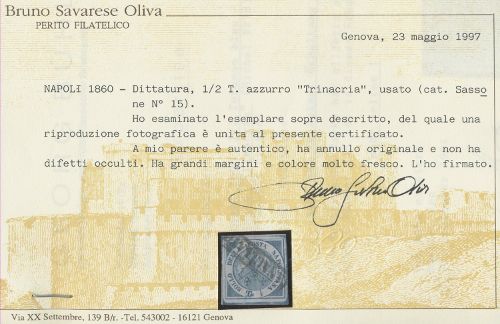 Bruno Savarese Oliva
PERITO FILATELICO
Genova, 23 maggio 1997
NAPOLI 1860 - Dittatura, 1/2 T. azzurro "Trinacria", usato (cat. Sasso
ne N° 15).
Ho esaminato l'esemplare sopra descritto, del quale una
riproduzione fotografica è unita al presente certificato.
A mio parere è autentico, ha annullo originale e non ha
difetti occulti. Ha grandi margini e colore molto fresco. L'ho firmato.
Via XX Settembre, 139 B/r. -Tel. 543002 - 16121 Genova